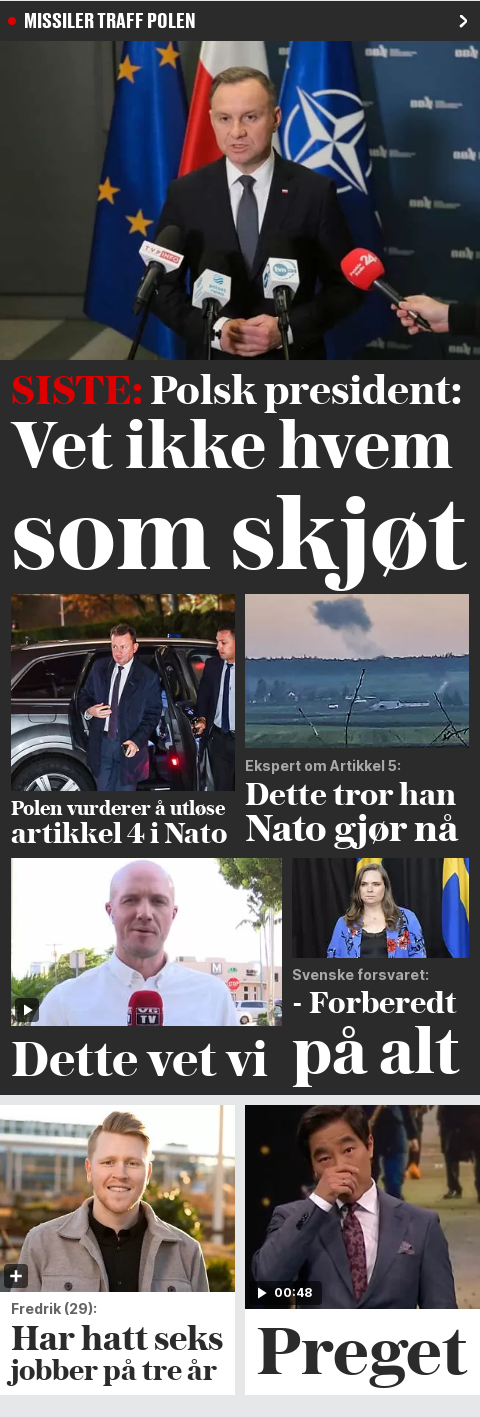 MISSILER TRAFF POLEN
TVP INFO
tvn
24
SISTE: Polsk president:
Vet ikke hvem
som skjøt
Polen vurderer å utløse
artikkel 4 i Nato
Ekspert om Artikkel 5:
Dette tror han
Nato gjør nå
M
STOP
VG
TV
Dette vet vi
Svenske forsvaret:
- Forberedt
på alt
Fredrik (29):
Har hatt seks
jobber på tre år
00:48
Preget